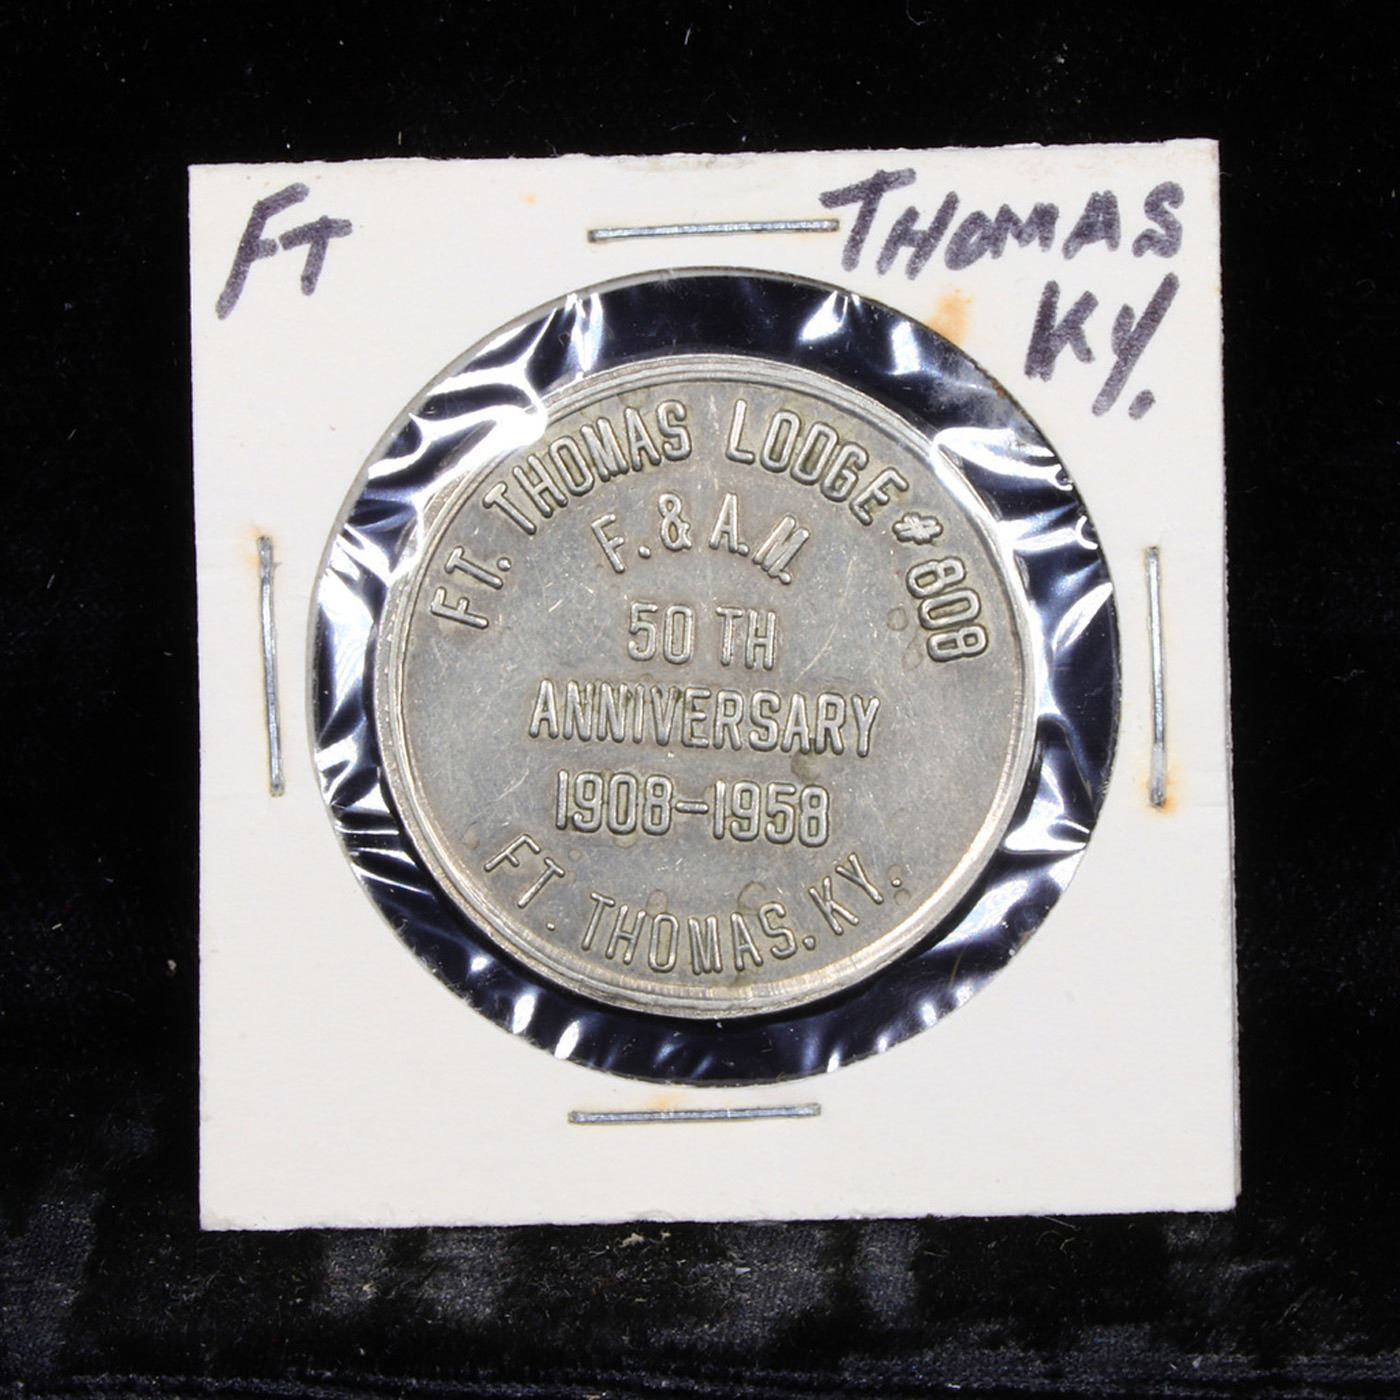 FT THOMAS
KY.
FT. THOMAS LODGE #808
F. & A.M.
50 TH
ANNIVERSARY
1908-1958
FT. THOMAS, KY.